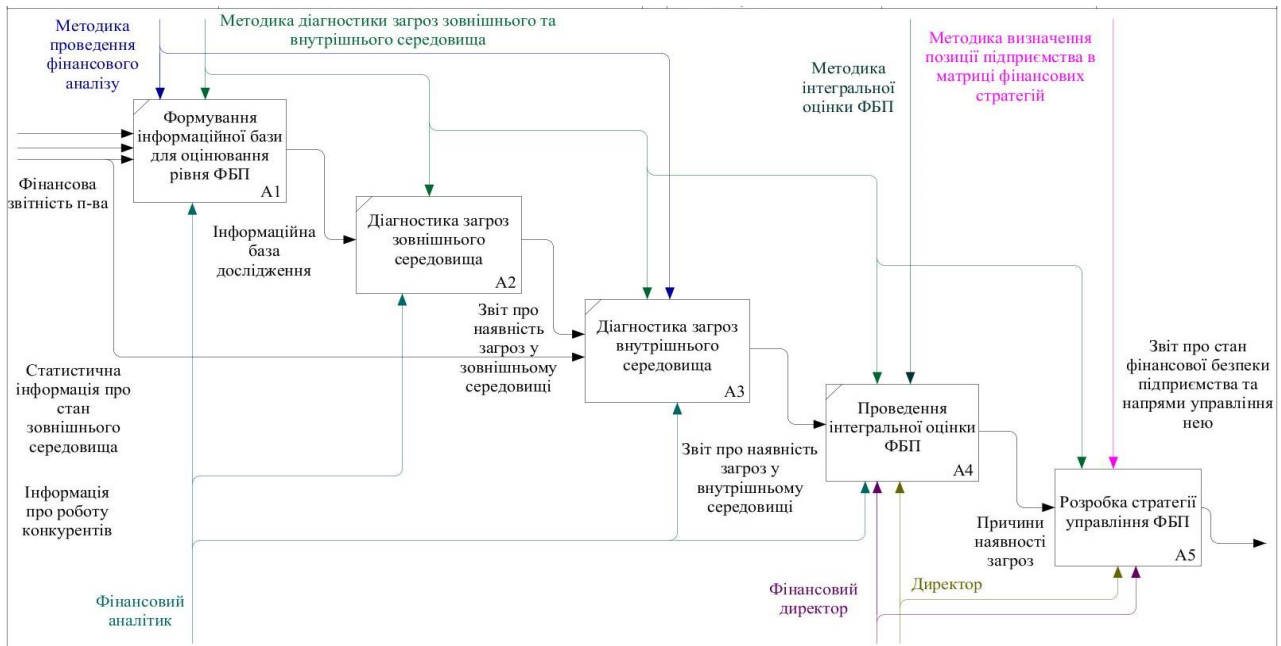 Методика
проведення
фінансового
аналізу
Методика діагностики загроз зовнішнього та
внутрішнього середовища
Методика
інтегральної
оцінки ФБП
Методика визначення
позиції підприємства в
матриці фінансових
стратегій
Формування
інформаційної бази
для оцінювання
рівня ФБП
A1
Фінансова
звітність п-ва
Інформаційна
база
дослідження
Діагностика загроз
зовнішнього
середовища
A2
Звіт про
наявність
загроз у
зовнішньому
середовищі
Діагностика загроз
внутрішнього
середовища
A3
Статистична
інформація про
стан
зовнішнього
середовища
Інформація
про роботу
конкурентів
Звіт про наявність
загроз у
внутрішньому
середовищі
Проведення
інтегральної оцінки
ФБП
A4
Звіт про стан
фінансової безпеки
підприємства та
напрями управління
нею
Причини
наявності
загроз
Розробка стратегії
управління ФБП
A5
Фінансовий
аналітик
Фінансовий
директор
Директор